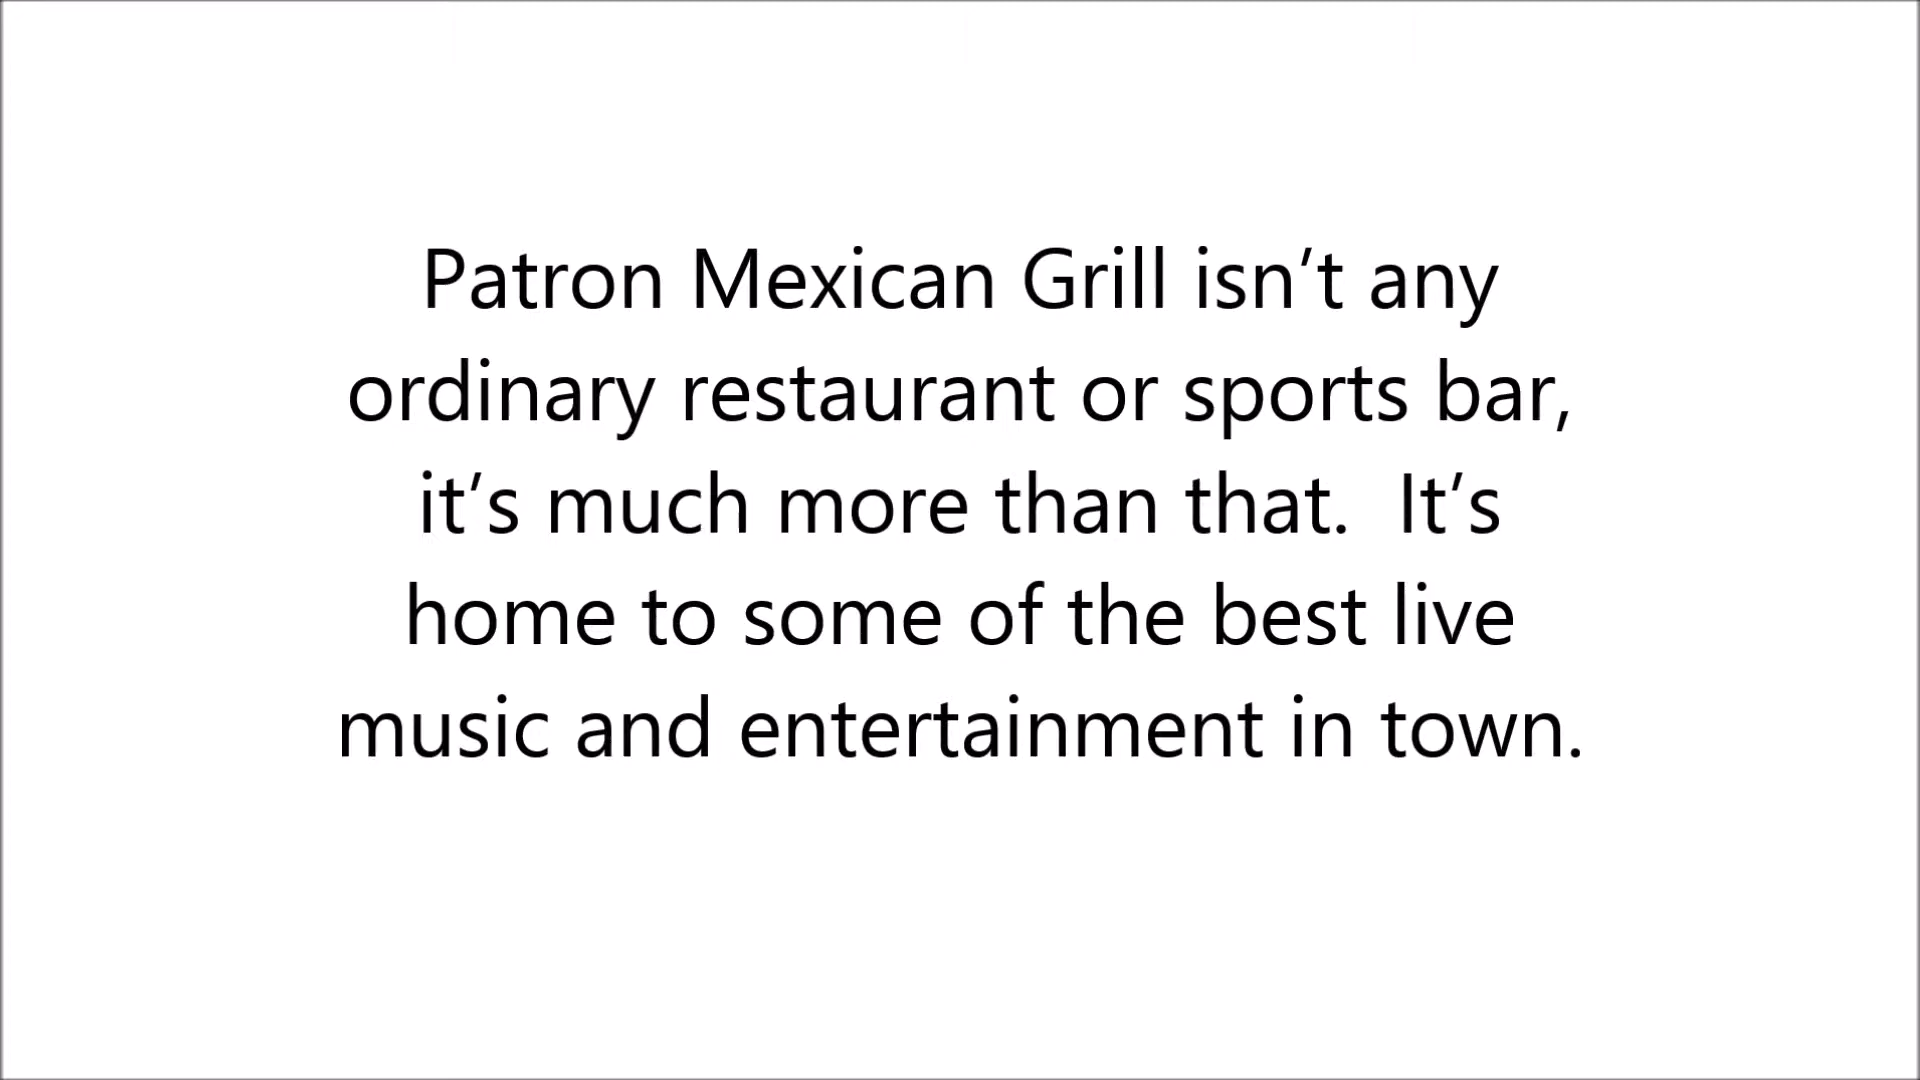 Patron Mexican Grill isn’t any
ordinary restaurant or sports bar,
it’s much more than that.  It’s
home to some of the best live
music and entertainment in town.